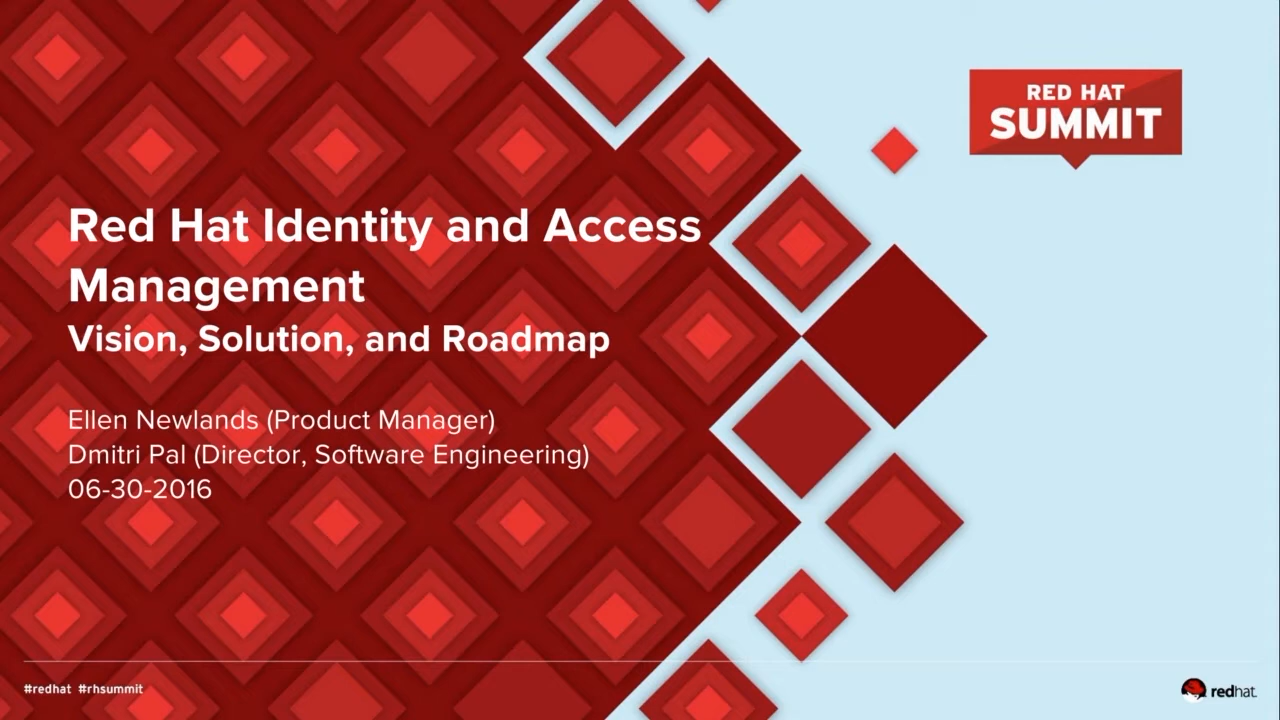 RED HAT
SUMMIT
Red Hat Identity and Access
Management
Vision, Solution, and Roadmap
Ellen Newlands (Product Manager)
Dmitri Pal (Director, Software Engineering)
06-30-2016
#redhat #rhsummit
redhat.